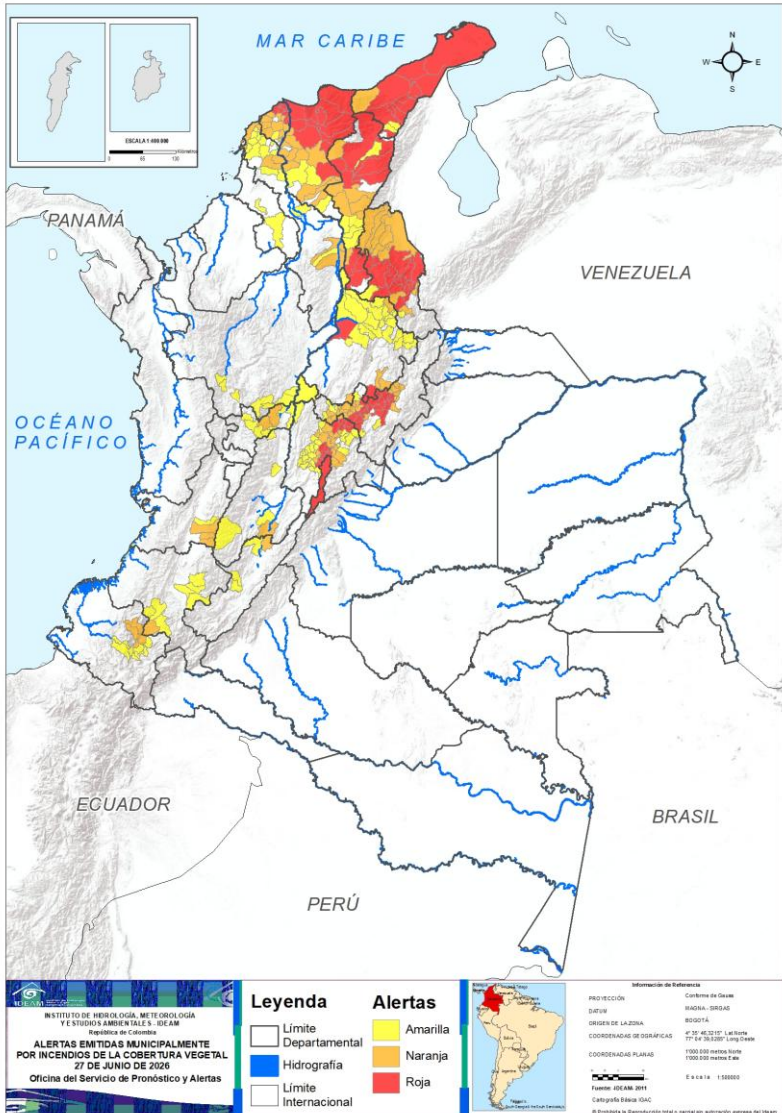 MAR CARIBE
N
W
E
S
ESCALA 1:400.000
PANAMÁ
VENEZUELA
OCÉANO
PACÍFICO
ECUADOR
BRASIL
PERÚ
IDEAM
INSTITUTO DE HIDROLOGÍA, METEOROLOGÍA
Y ESTUDIOS AMBIENTALES - IDEAM
República de Colombia
ALERTAS EMITIDAS MUNICIPALMENTE
POR INCENDIOS DE LA COBERTURA VEGETAL
27 DE JUNIO DE 2026
Oficina del Servicio de Pronóstico y Alertas
Leyenda
Límite
Departamental
Hidrografía
Límite
Internacional
Alertas
Amarilla
Naranja
Roja
Información de Referencia
PROYECCIÓN Conforme de Gauss
DATUM MAGNA - SIRGAS
ORIGEN DE LA ZONA BOGOTÁ
COORDENADAS GEOGRÁFICAS
COORDENADAS PLANAS 1'000.000 metros Norte
1'000.000 metros Este
Fuente: IDEAM- 2011
Cartografía Básica IGAC